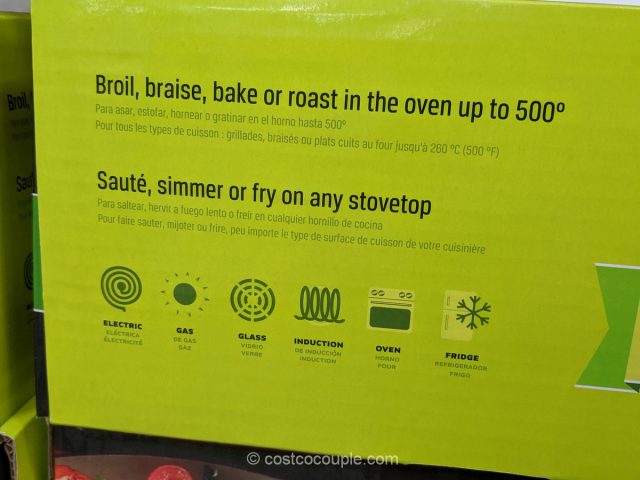 Broil, braise, bake or roast in the oven up to 500°
Para asar, estofar, hornear o gratinar en el horno hasta 500°
Pour tous les types de cuisson : grillades, braisés ou plats cuits au four jusqu'à 260 °C (500 °F)
Sauté, simmer or fry on any stovetop
Para saltear, hervir a fuego lento o freír en cualquier hornillo de cocina
Pour faire sauter, mijoter ou frire, peu importe le type de surface de cuisson de votre cuisinière
ELECTRIC
ELÉCTRICA
ÉLECTRICITÉ
GAS
DE GAS
GAZ
GLASS
VIDRIO
VERRE
INDUCTION
DE INDUCCIÓN
INDUCTION
OVEN
HORNO
FOUR
FRIDGE
REFRIGERADOR
FRIGO
Broil,
Sau
© costcocouple.com